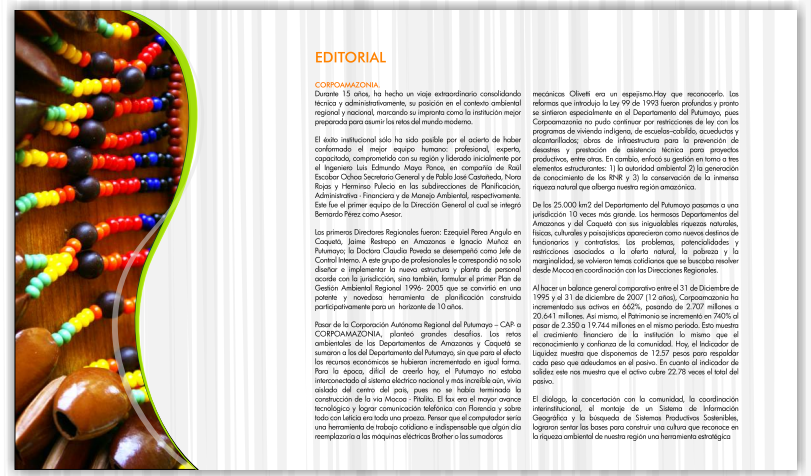 EDITORIAL
CORPOAMAZONIA.
Durante 15 años, ha hecho un viaje extraordinario consolidando
técnica y administrativamente, su posición en el contexto ambiental
regional y nacional, marcando su impronta como la institución mejor
preparada para asumir los retos del mundo moderno.
El éxito institucional sólo ha sido posible por el acierto de haber
conformado el mejor equipo humano: profesional, experto,
capacitado, comprometido con su región y liderado inicialmente por
el Ingeniero Luis Edmundo Maya Ponce, en compañía de Raúl
Escobar Ochoa Secretario General y de Pablo José Castañeda, Nora
Rojas y Herminso Pulecio en las subdirecciones de Planificación,
Administrativa - Financiera y de Manejo Ambiental, respectivamente.
Este fue el primer equipo de la Dirección General al cual se integró
Bernardo Pérez como Asesor.
Los primeros Directores Regionales fueron: Ezequiel Perea Angulo en
Caquetá, Jaime Restrepo en Amazonas e Ignacio Muñoz en
Putumayo; la Doctora Claudia Poveda se desempeñó como Jefe de
Control Interno. A este grupo de profesionales le correspondió no solo
diseñar e implementar la nueva estructura y planta de personal
acorde con la jurisdicción, sino también, formular el primer Plan de
Gestión Ambiental Regional 1996- 2005 que se convirtió en una
potente y novedosa herramienta de planificación construida
participativamente para un horizonte de 10 años.
Pasar de la Corporación Autónoma Regional del Putumayo – CAP- a
CORPOAMAZONIA, planteó grandes desafíos. Los retos
ambientales de los Departamentos de Amazonas y Caquetá se
sumaron a los del Departamento del Putumayo, sin que para el efecto
los recursos económicos se hubieran incrementado en igual forma.
Para la época, difícil de creerlo hoy, el Putumayo no estaba
interconectado al sistema eléctrico nacional y más increíble aún, vivía
aislado del centro del país, pues no se había terminado la
construcción de la vía Mocoa - Pitalito. El fax era el mayor avance
tecnológico y lograr comunicación telefónica con Florencia y sobre
todo con Leticia era toda una proeza. Pensar que el computador sería
una herramienta de trabajo cotidiano e indispensable que algún día
reemplazaría a las máquinas eléctricas Brother o las sumadoras
mecánicas Olivetti era un espejismo.Hay que reconocerlo. Las
reformas que introdujo la Ley 99 de 1993 fueron profundas y pronto
se sintieron especialmente en el Departamento del Putumayo, pues
Corpoamazonia no pudo continuar por restricciones de ley con los
programas de vivienda indígena, de escuelas-cabildo, acueductos y
alcantarillados; obras de infraestructura para la prevención de
desastres y prestación de asistencia técnica para proyectos
productivos, entre otras. En cambio, enfocó su gestión en torno a tres
elementos estructurantes: 1) la autoridad ambiental 2) la generación
de conocimiento de los RNR y 3) la conservación de la inmensa
riqueza natural que alberga nuestra región amazónica.
De los 25.000 km2 del Departamento del Putumayo pasamos a una
jurisdicción 10 veces más grande. Los hermosos Departamentos del
Amazonas y del Caquetá con sus inigualables riquezas naturales,
físicas, culturales y paisajísticas aparecieron como nuevos destinos de
funcionarios y contratistas. Los problemas, potencialidades y
restricciones asociados a la oferta natural, la pobreza y la
marginalidad, se volvieron temas cotidianos que se buscaba resolver
desde Mocoa en coordinación con las Direcciones Regionales.
Al hacer un balance general comparativo entre el 31 de Diciembre de
1995 y el 31 de diciembre de 2007 (12 años), Corpoamazonia ha
incrementado sus activos en 662%, pasando de 2.707 millones a
20.641 millones. Así mismo, el Patrimonio se incrementó en 740% al
pasar de 2.350 a 19.744 millones en el mismo periodo. Esto muestra
el crecimiento financiero de la institución lo mismo que el
reconocimiento y confianza de la comunidad. Hoy, el Indicador de
Liquidez muestra que disponemos de 12.57 pesos para respaldar
cada peso que adeudamos en el pasivo. En cuanto al indicador de
solidez este nos muestra que el activo cubre 22.78 veces el total del
pasivo.
El diálogo, la concertación con la comunidad, la coordinación
interinstitucional, el montaje de un Sistema de Información
Geográfica y la búsqueda de Sistemas Productivos Sostenibles,
lograron sentar las bases para construir una cultura que reconoce en
la riqueza ambiental de nuestra región una herramienta estratégica